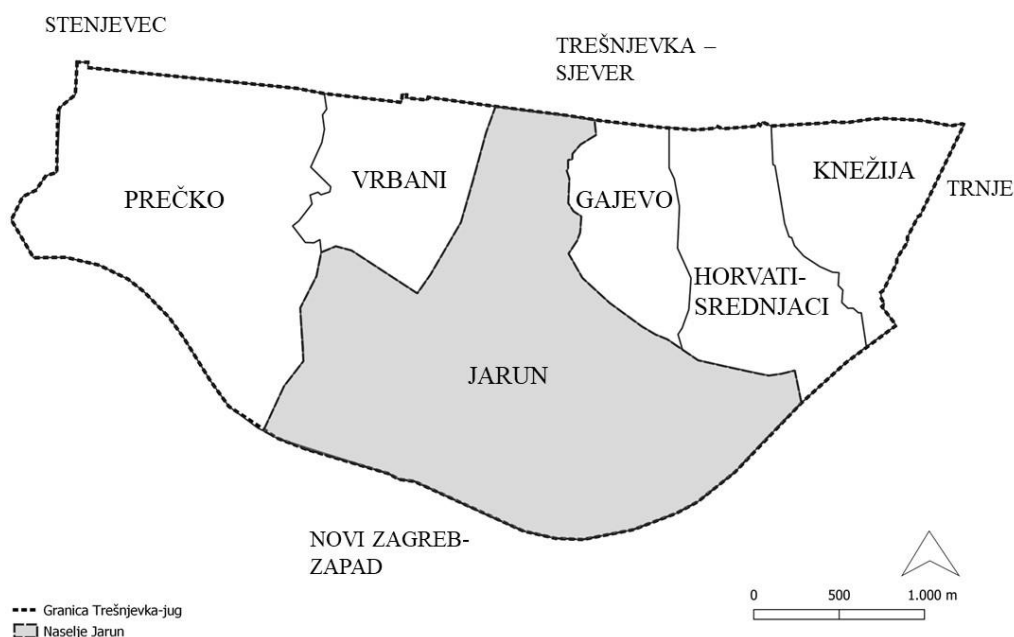 STENJEVEC
TREŠNJEVKA –
SJEVER
PREČKO
VRBANI
GAJEVO
KNEŽIJA
TRNJE
HORVATI-
SREDNJACI
JARUN
NOVI ZAGREB-
ZAPAD
0 500 1.000 m
Granica Trešnjevka-jug
Naselje Jarun